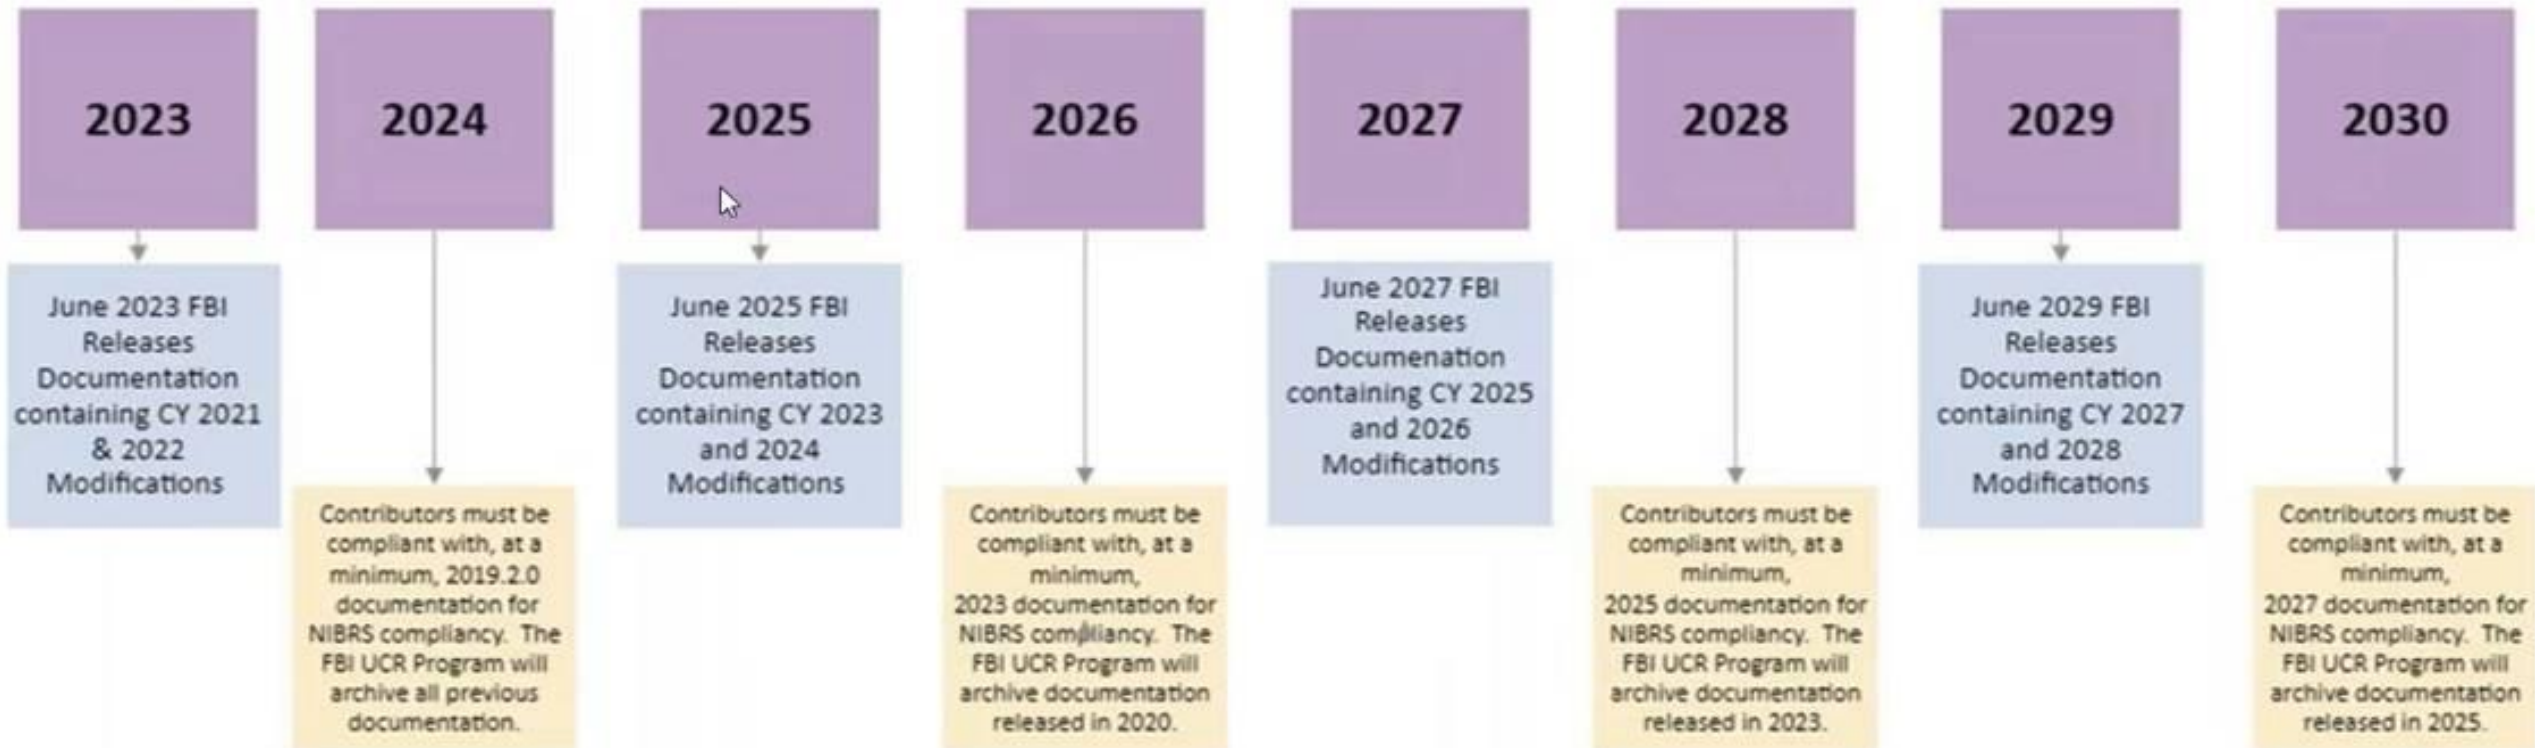 2023
2024
2025
2026
2027
2028
2029
2030
June 2023 FBI
Releases
Documentation
containing CY 2021
& 2022
Modifications
Contributors must be
compliant with, at a
minimum, 2019.2.0
documentation for
NIBRS compliancy. The
FBI UCR Program will
archive all previous
documentation.
June 2025 FBI
Releases
Documentation
containing CY 2023
and 2024
Modifications
Contributors must be
compliant with, at a
minimum,
2023 documentation for
NIBRS compliancy. The
FBI UCR Program will
archive documentation
released in 2020.
June 2027 FBI
Releases
Documenation
containing CY 2025
and 2026
Modifications
Contributors must be
compliant with, at a
minimum,
2025 documentation for
NIBRS compliancy. The
FBI UCR Program will
archive documentation
released in 2023.
June 2029 FBI
Releases
Documentation
containing CY 2027
and 2028
Modifications
Contributors must be
compliant with, at a
minimum,
2027 documentation for
NIBRS compliancy. The
FBI UCR Program will
archive documentation
released in 2025.